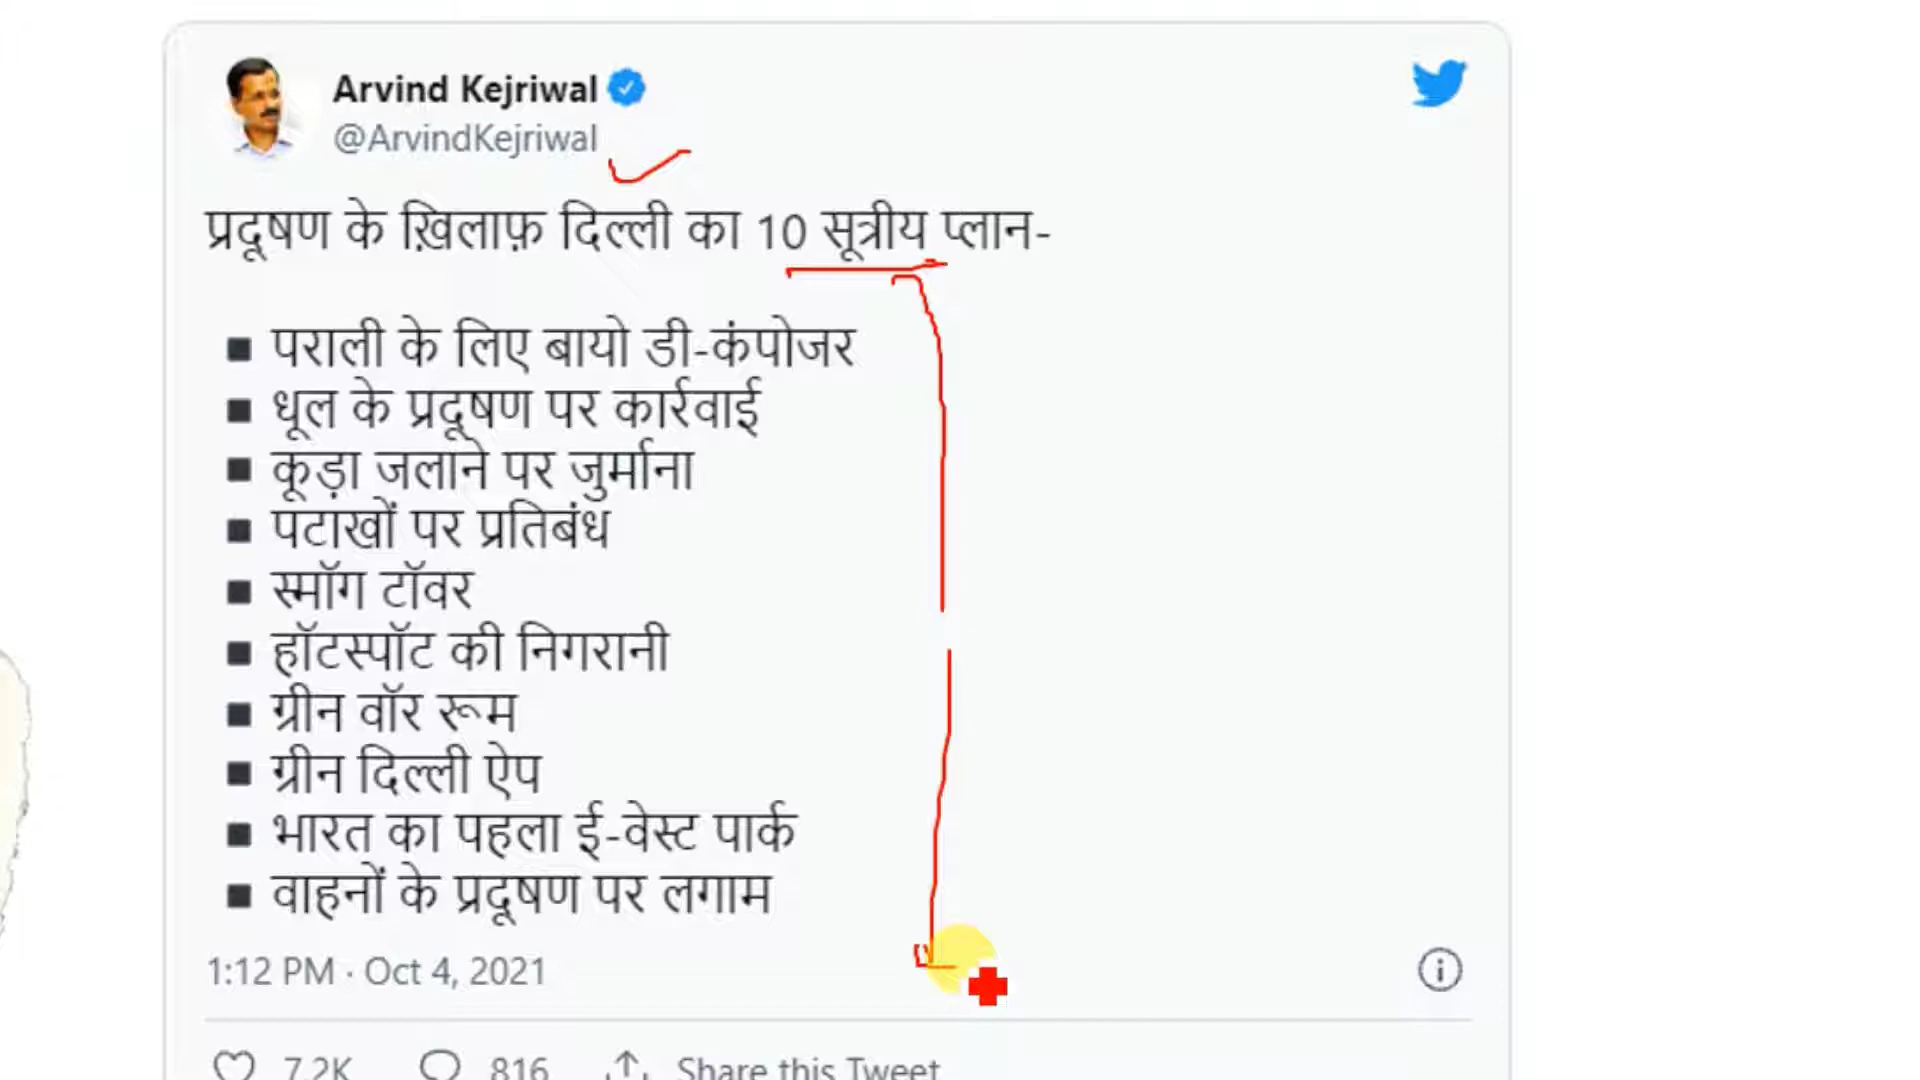 Arvind Kejriwal
@ArvindKejriwal
प्रदूषण के ख़िलाफ़ दिल्ली का 10 सूत्रीय प्लान-
▪ पराली के लिए बायो डी-कंपोजर
▪ धूल के प्रदूषण पर कार्रवाई
▪ कूड़ा जलाने पर जुर्माना
▪ पटाखों पर प्रतिबंध
▪ स्मॉग टॉवर
▪ हॉटस्पॉट की निगरानी
▪ ग्रीन वॉर रूम
▪ ग्रीन दिल्ली ऐप
▪ भारत का पहला ई-वेस्ट पार्क
▪ वाहनों के प्रदूषण पर लगाम
1:12 PM · Oct 4, 2021
7.2K 816 Share this Tweet